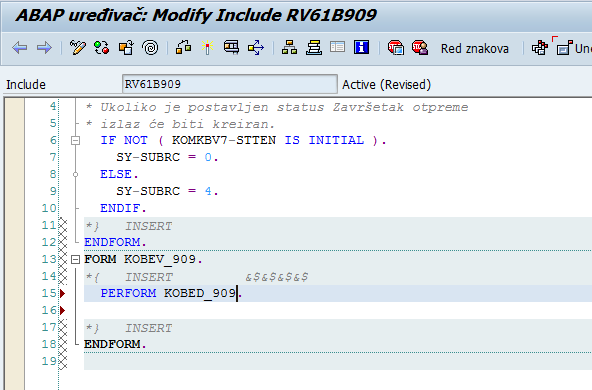 ABAP uređivač: Modify Include RV61B909
Red znakova
Uno
Include RV61B909 Active (Revised)
4 * Ukoliko je postavljen status Završetak otpreme
5 * izlaz će biti kreiran.
6 IF NOT ( KOMKBV7-STTEN IS INITIAL ).
7 SY-SUBRC = 0.
8 ELSE.
9 SY-SUBRC = 4.
10 ENDIF.
11 *} INSERT
12 ENDFORM.
13 FORM KOBEV_909.
14 *{ INSERT &$&$&$&$
15 PERFORM KOBED_909.
16
17 *} INSERT
18 ENDFORM.
19